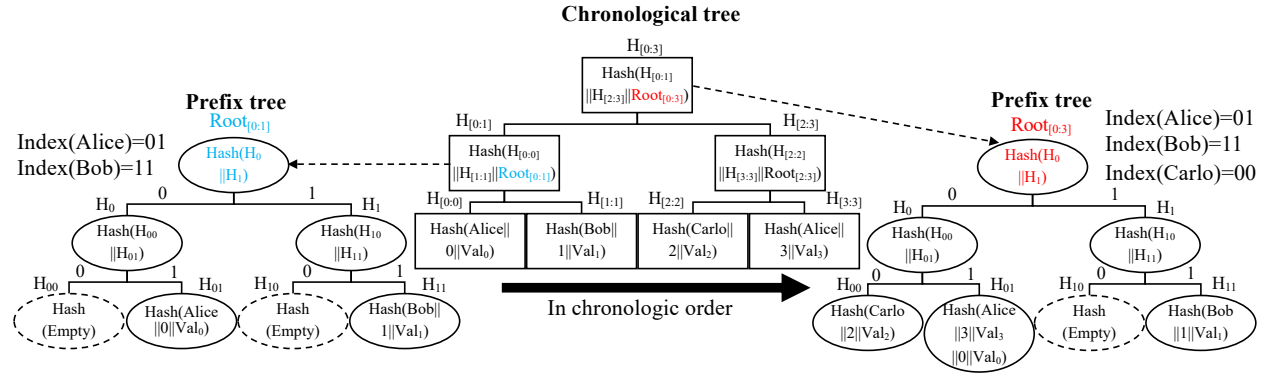 Chronological tree
H[0:3]
Hash(H[0:1]
||H[2:3]||Root[0:3])
Prefix tree
Root[0:1]
Index(Alice)=01
Index(Bob)=11
Hash(H0
||H1)
0
1
H0
Hash(H00
||H01)
H1
Hash(H10
||H11)
0
1
0
1
H00
Hash
(Empty)
H01
Hash(Alice
||0||Val0)
H10
Hash
(Empty)
H11
Hash(Bob||
1||Val1)
H[0:1]
Hash(H[0:0]
||H[1:1]||Root[0:1])
H[2:3]
Hash(H[2:2]
||H[3:3]||Root[2:3])
H[0:0]
Hash(Alice||
0||Val0)
H[1:1]
Hash(Bob||
1||Val1)
H[2:2]
Hash(Carlo||
2||Val2)
H[3:3]
Hash(Alice||
3||Val3)
In chronologic order
Prefix tree
Root[0:3]
Index(Alice)=01
Index(Bob)=11
Index(Carlo)=00
Hash(H0
||H1)
0
1
H0
Hash(H00
||H01)
H1
Hash(H10
||H11)
0
1
0
1
H00
Hash(Carlo
||2||Val2)
H01
Hash(Alice
||3||Val3
||0||Val0)
H10
Hash
(Empty)
H11
Hash(Bob
||1||Val1)